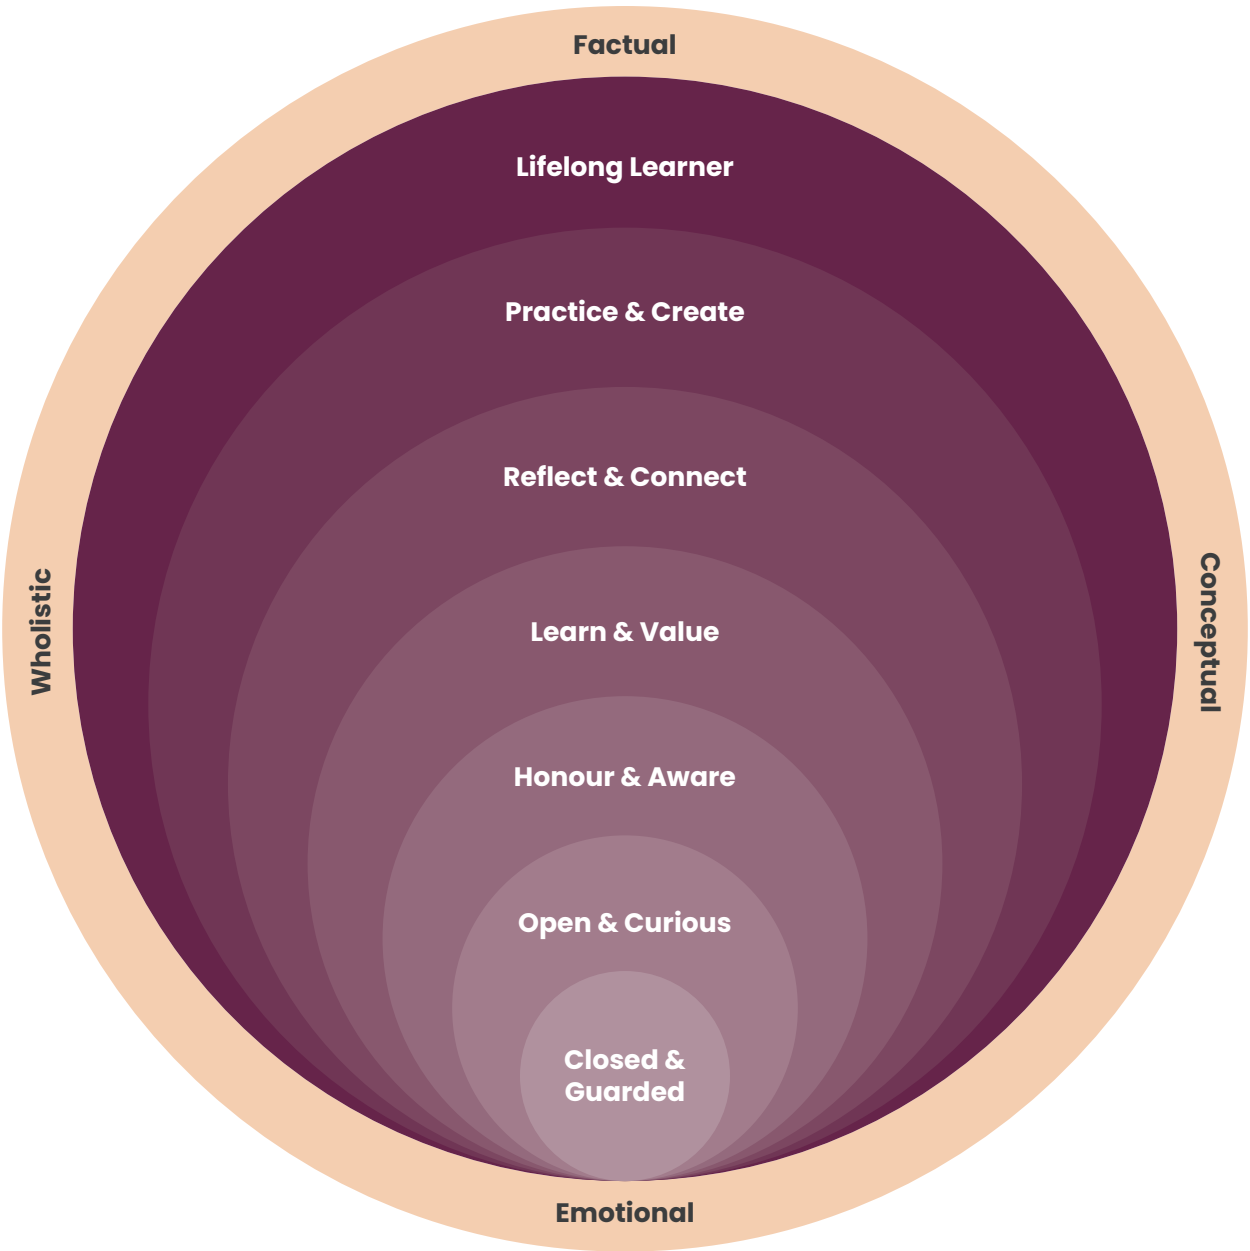 Factual
Lifelong Learner
Practice & Create
Reflect & Connect
Wholistic
Conceptual
Learn & Value
Honour & Aware
Open & Curious
Closed &
Guarded
Emotional